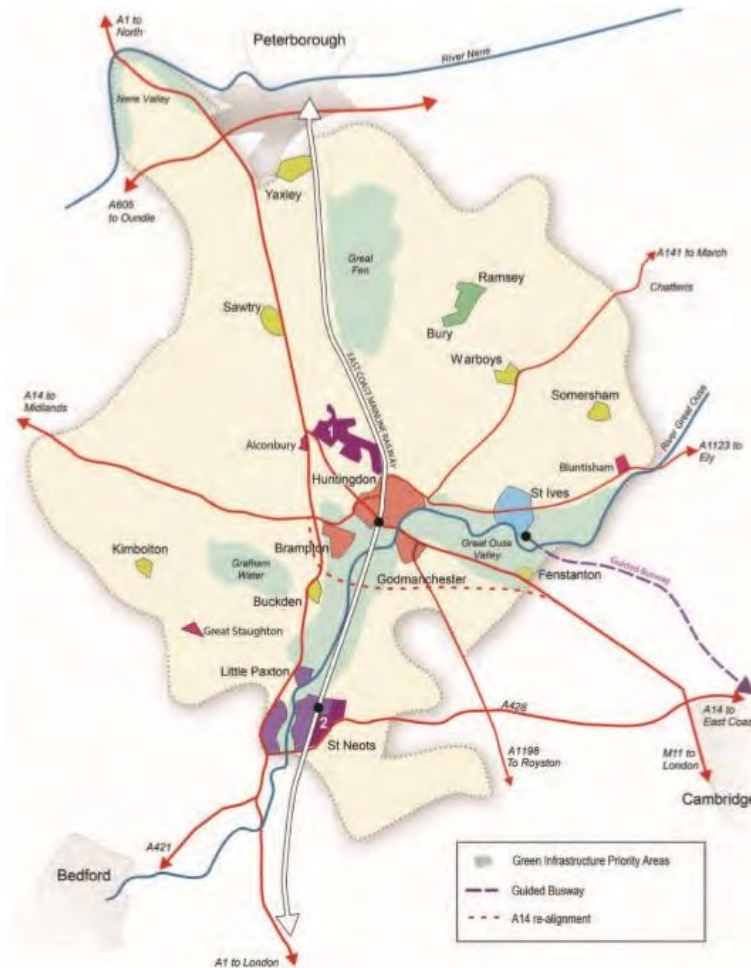 A1 to
North
Peterborough
River Nene
Nene Valley
Yaxley
A605
to Oundle
Great
Fen
A141 to March
Ramsey
Chatteris
Sawtry
Bury
Warboys
EAST COAST MAINLINE RAILWAY
A14 to
Midlands
Somersham
River Great Ouse
1
Alconbury
A1123 to
Ely
Bluntisham
Huntingdon
St Ives
Brampton
Great Ouse
Valley
Kimbolton
Grafham
Water
Godmanchester
Fenstanton
Guided Busway
Buckden
Great Staughton
Little Paxton
A428
A14 to
East Coast
2
St Neots
A1198
To Royston
M11 to
London
Cambridge
A421
Bedford
Green Infrastructure Priority Areas
Guided Busway
A14 re-alignment
A1 to London